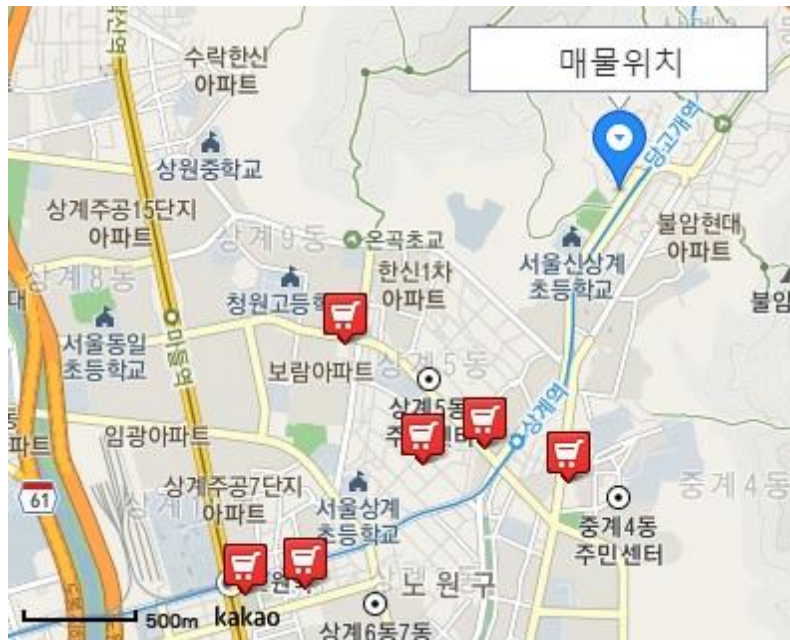 수락한신
아파트
매물위치
당고개역
상원중학교
상계주공15단지
아파트
상계9동
온곡초교
불암현대
아파트
서울신상계
초등학교
한신1차
아파트
상계8동
청원고등학
불암
서울동일
초등학교
마들역
보람아파트
상계5동
상계5동
상계역
임광아파트
파트
61
상계주공7단지
아파트
서울상계
초등학교
중계4동
중계4동
주민센터
노원구
500m kakao
상계6동7동